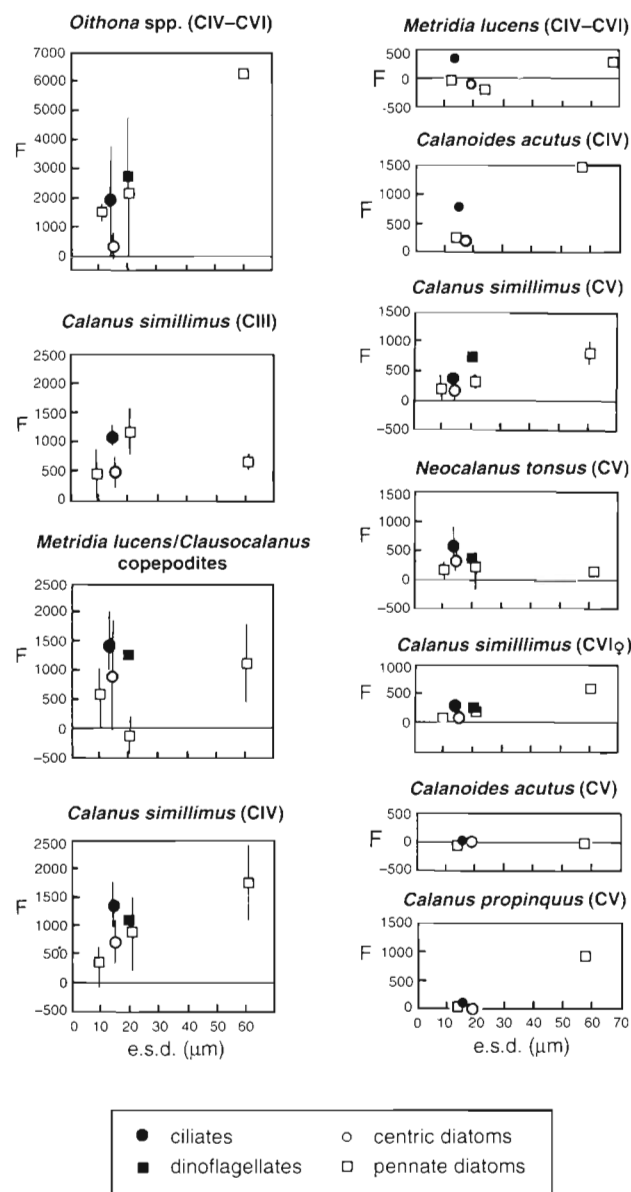 Oithona spp. (CIV–CVI)
7000
6000
5000
4000
3000
2000
1000
0
F
Calanus simillimus (CIII)
2500
2000
1500
1000
500
0
F
Metridia lucens/Clausocalanus
copepodites
2500
2000
1500
1000
500
0
−500
F
Calanus simillimus (CIV)
2500
2000
1500
1000
500
0
−500
F
0 10 20 30 40 50 60
e.s.d. (μm)
Metridia lucens (CIV–CVI)
500
0
-500
F
Calanoides acutus (CIV)
1500
1000
500
0
F
Calanus simillimus (CV)
1500
1000
500
0
−500
F
Neocalanus tonsus (CV)
1500
1000
500
0
−500
F
Calanus similllimus (CVI♀)
1000
500
0
F
Calanoides acutus (CV)
500
0
-500
F
Calanus propinquus (CV)
1500
1000
500
0
F
0 10 20 30 40 50 60 70
e.s.d. (μm)
ciliates
centric diatoms
dinoflagellates
pennate diatoms